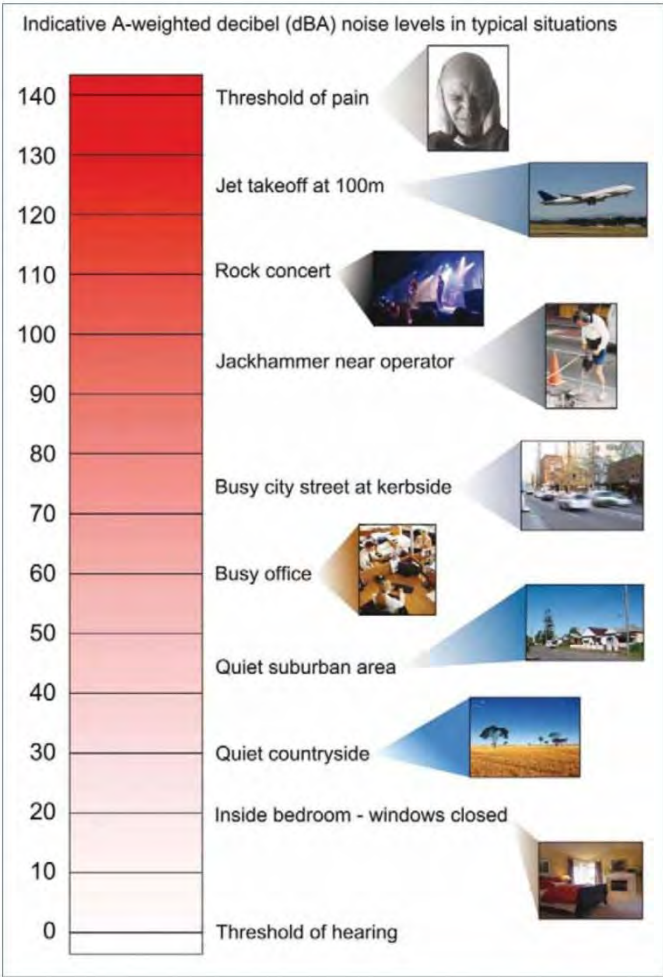 Indicative A-weighted decibel (dBA) noise levels in typical situations
140
Threshold of pain
130
Jet takeoff at 100m
120
110
Rock concert
100
Jackhammer near operator
90
80
Busy city street at kerbside
70
60
Busy office
50
Quiet suburban area
40
30
Quiet countryside
20
Inside bedroom - windows closed
10
0
Threshold of hearing